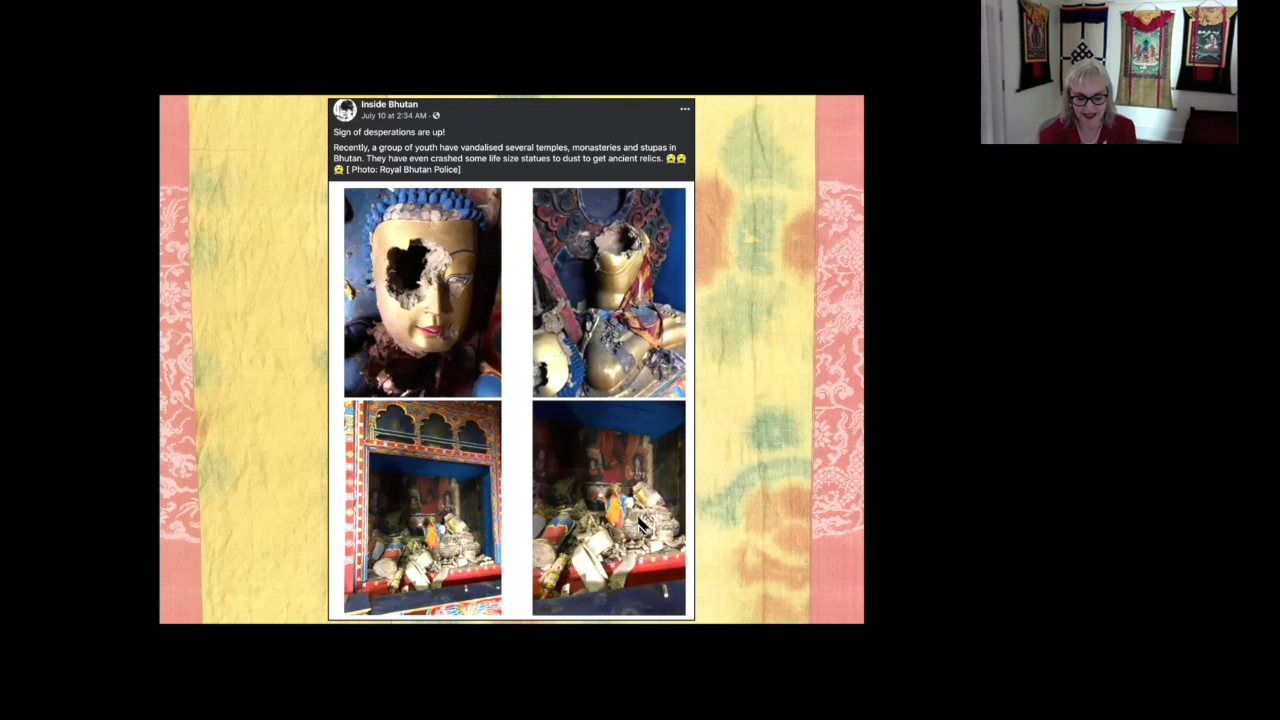 Inside Bhutan
July 10 at 2:34 AM ·
Sign of desperations are up!
Recently, a group of youth have vandalised several temples, monasteries and stupas in
Bhutan. They have even crashed some life size statues to dust to get ancient relics. 😭😭
😭 [ Photo: Royal Bhutan Police]